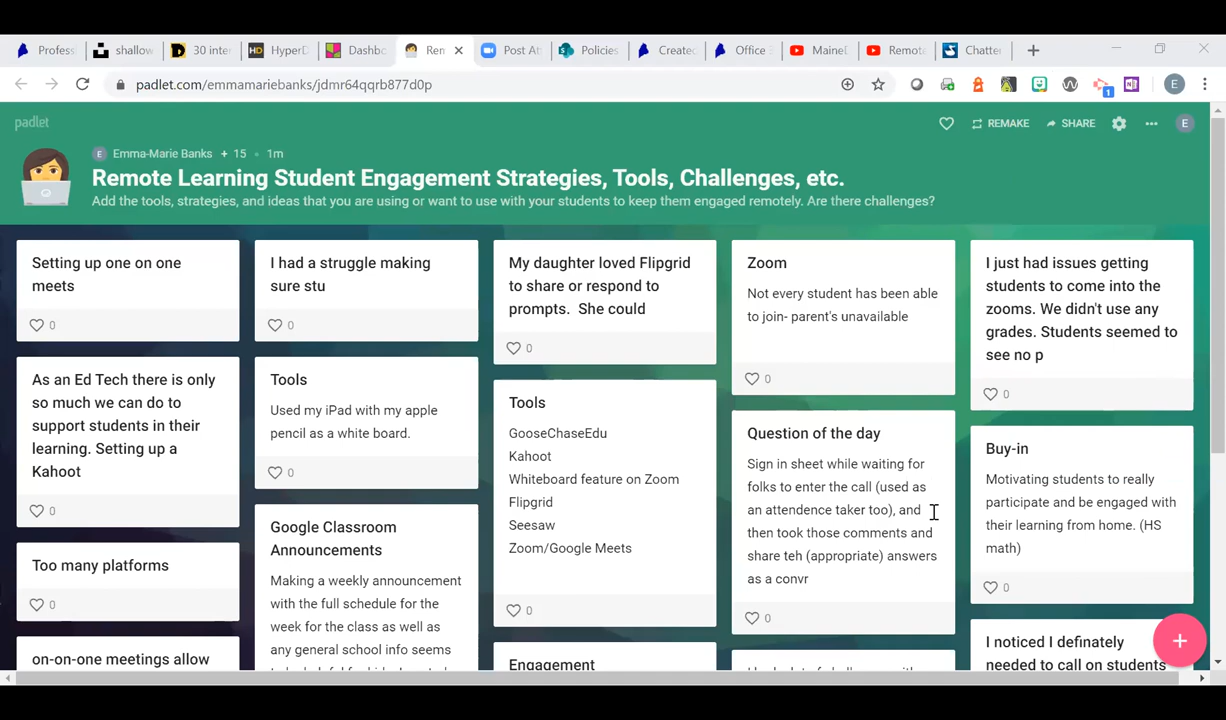 Profess
shallow
30 inter
HyperD
Dashbo
Rem
Post At
Policies
Created
Office E
MaineD
Remote
Chatter
padlet.com/emmamariebanks/jdmr64qqrb877d0p
1
E
padlet
REMAKE
SHARE
E
E Emma-Marie Banks + 15 • 1m
Remote Learning Student Engagement Strategies, Tools, Challenges, etc.
Add the tools, strategies, and ideas that you are using or want to use with your students to keep them engaged remotely. Are there challenges?
Setting up one on one
meets
0
As an Ed Tech there is only
so much we can do to
support students in their
learning. Setting up a
Kahoot
0
Too many platforms
0
on-on-one meetings allow
I had a struggle making
sure stu
0
Tools
Used my iPad with my apple
pencil as a white board.
0
Google Classroom
Announcements
Making a weekly announcement
with the full schedule for the
week for the class as well as
any general school info seems
My daughter loved Flipgrid
to share or respond to
prompts. She could
0
Tools
GooseChaseEdu
Kahoot
Whiteboard feature on Zoom
Flipgrid
Seesaw
Zoom/Google Meets
0
Engagement
Zoom
Not every student has been able
to join- parent's unavailable
0
Question of the day
Sign in sheet while waiting for
folks to enter the call (used as
an attendence taker too), and
then took those comments and
share teh (appropriate) answers
as a convr
0
I just had issues getting
students to come into the
zooms. We didn't use any
grades. Students seemed to
see no p
0
Buy-in
Motivating students to really
participate and be engaged with
their learning from home. (HS
math)
0
I noticed I definately
needed to call on students